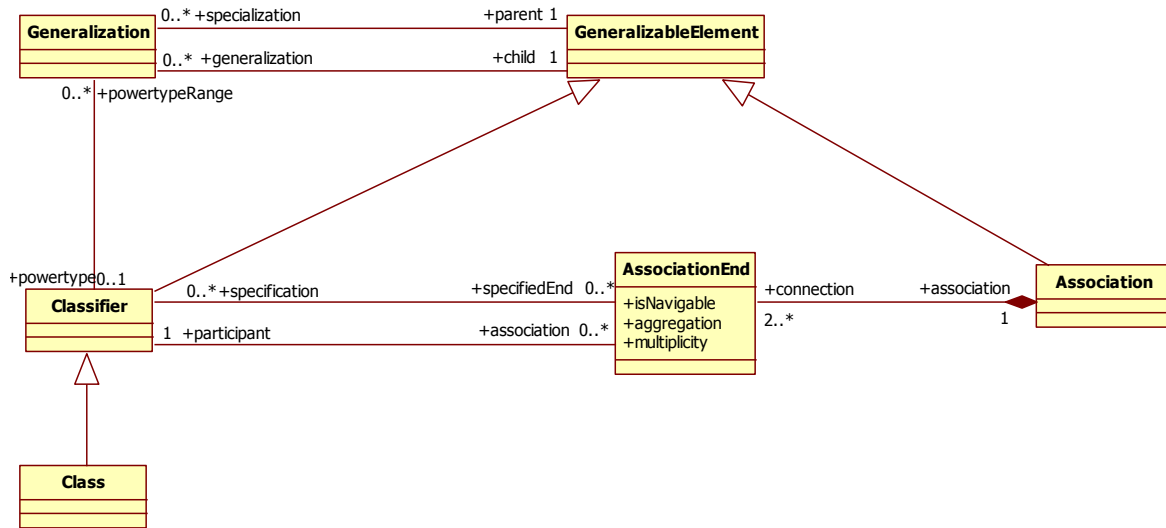 0..* +specialization
+parent 1
Generalization
GeneralizableElement
0..* +generalization
+child 1
0..* +powertypeRange
+powertype 0..1
Classifier
0..* +specification
+specifiedEnd 0..*
AssociationEnd
+isNavigable
+aggregation
+multiplicity
+connection
2..*
+association
1
Association
1 +participant
+association 0..*
Class